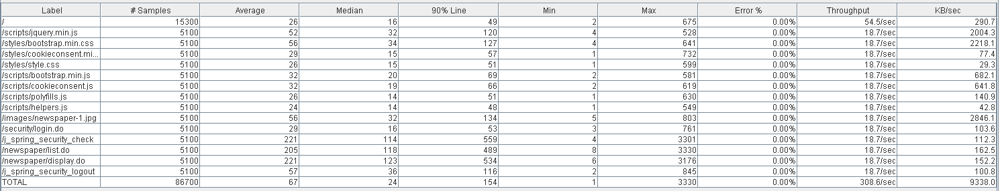 Label # Samples Average Median 90% Line Min Max Error % Throughput KB/sec
/ 15300 26 16 49 2 675 0.00% 54.5/sec 290.7
/scripts/jquery.min.js 5100 52 32 120 4 528 0.00% 18.7/sec 2004.3
/styles/bootstrap.min.css 5100 56 34 127 4 641 0.00% 18.7/sec 2218.1
/styles/cookieconsent.mi... 5100 29 15 57 1 732 0.00% 18.7/sec 77.4
/styles/style.css 5100 26 15 51 1 599 0.00% 18.7/sec 29.3
/scripts/bootstrap.min.js 5100 32 20 69 2 581 0.00% 18.7/sec 682.1
/scripts/cookieconsent.js 5100 32 19 66 2 619 0.00% 18.7/sec 641.8
/scripts/polyfills.js 5100 26 14 51 1 630 0.00% 18.7/sec 140.9
/scripts/helpers.js 5100 24 14 48 1 549 0.00% 18.7/sec 42.8
/images/newspaper-1.jpg 5100 56 32 134 5 803 0.00% 18.7/sec 2846.1
/security/login.do 5100 29 16 53 3 761 0.00% 18.7/sec 103.6
/j_spring_security_check 5100 221 114 559 4 3301 0.00% 18.7/sec 112.3
/newspaper/list.do 5100 205 118 489 8 3330 0.00% 18.7/sec 162.5
/newspaper/display.do 5100 221 123 534 6 3176 0.00% 18.7/sec 152.2
/j_spring_security_logout 5100 57 36 116 2 845 0.00% 18.7/sec 100.8
TOTAL 86700 67 24 154 1 3330 0.00% 308.6/sec 9338.0